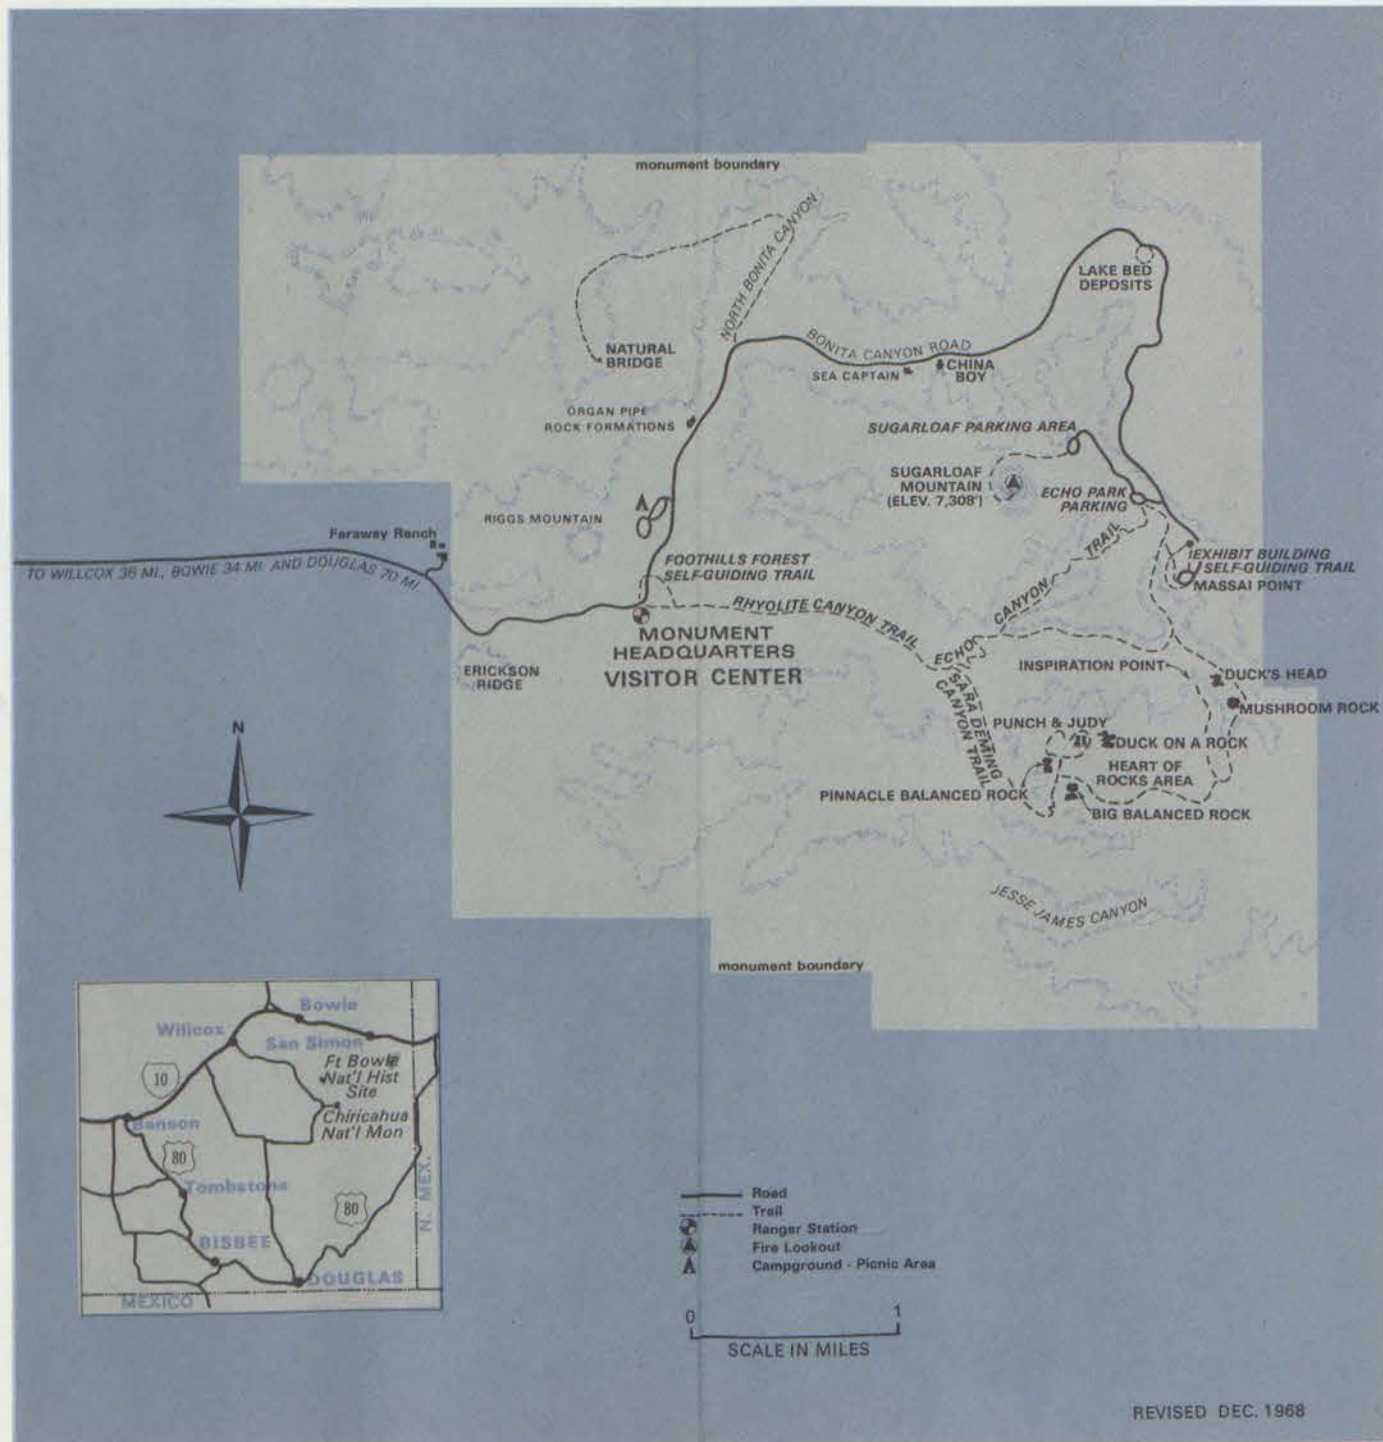 monument boundary
NORTH BONITA CANYON
LAKE BED
DEPOSITS
NATURAL
BRIDGE
BONITA CANYON ROAD
SEA CAPTAIN
CHINA
BOY
ORGAN PIPE
ROCK FORMATIONS
SUGARLOAF PARKING AREA
SUGARLOAF
MOUNTAIN
(ELEV. 7,308')
ECHO PARK
PARKING
RIGGS MOUNTAIN
Faraway Ranch
TO WILLCOX 36 MI., BOWIE 34 MI. AND DOUGLAS 70 MI.
FOOTHILLS FOREST
SELF-GUIDING TRAIL
EXHIBIT BUILDING
SELF-GUIDING TRAIL
MASSAI POINT
RHYOLITE CANYON TRAIL
ECHO CANYON TRAIL
MONUMENT
HEADQUARTERS
VISITOR CENTER
ERICKSON
RIDGE
INSPIRATION POINT
DUCK'S HEAD
MUSHROOM ROCK
SARA DEMING
CANYON TRAIL
PUNCH & JUDY
DUCK ON A ROCK
HEART OF
ROCKS AREA
PINNACLE BALANCED ROCK
BIG BALANCED ROCK
N
JESSE JAMES CANYON
monument boundary
Bowie
Willcox
San Simon
Ft Bowie
Nat'l Hist
Site
10
Chiricahua
Nat'l Mon
Benson
80
Tombstone
80
N. MEX.
BISBEE
DOUGLAS
MEXICO
Road
Trail
Ranger Station
Fire Lookout
Campground - Picnic Area
0 1
SCALE IN MILES
REVISED DEC. 1968